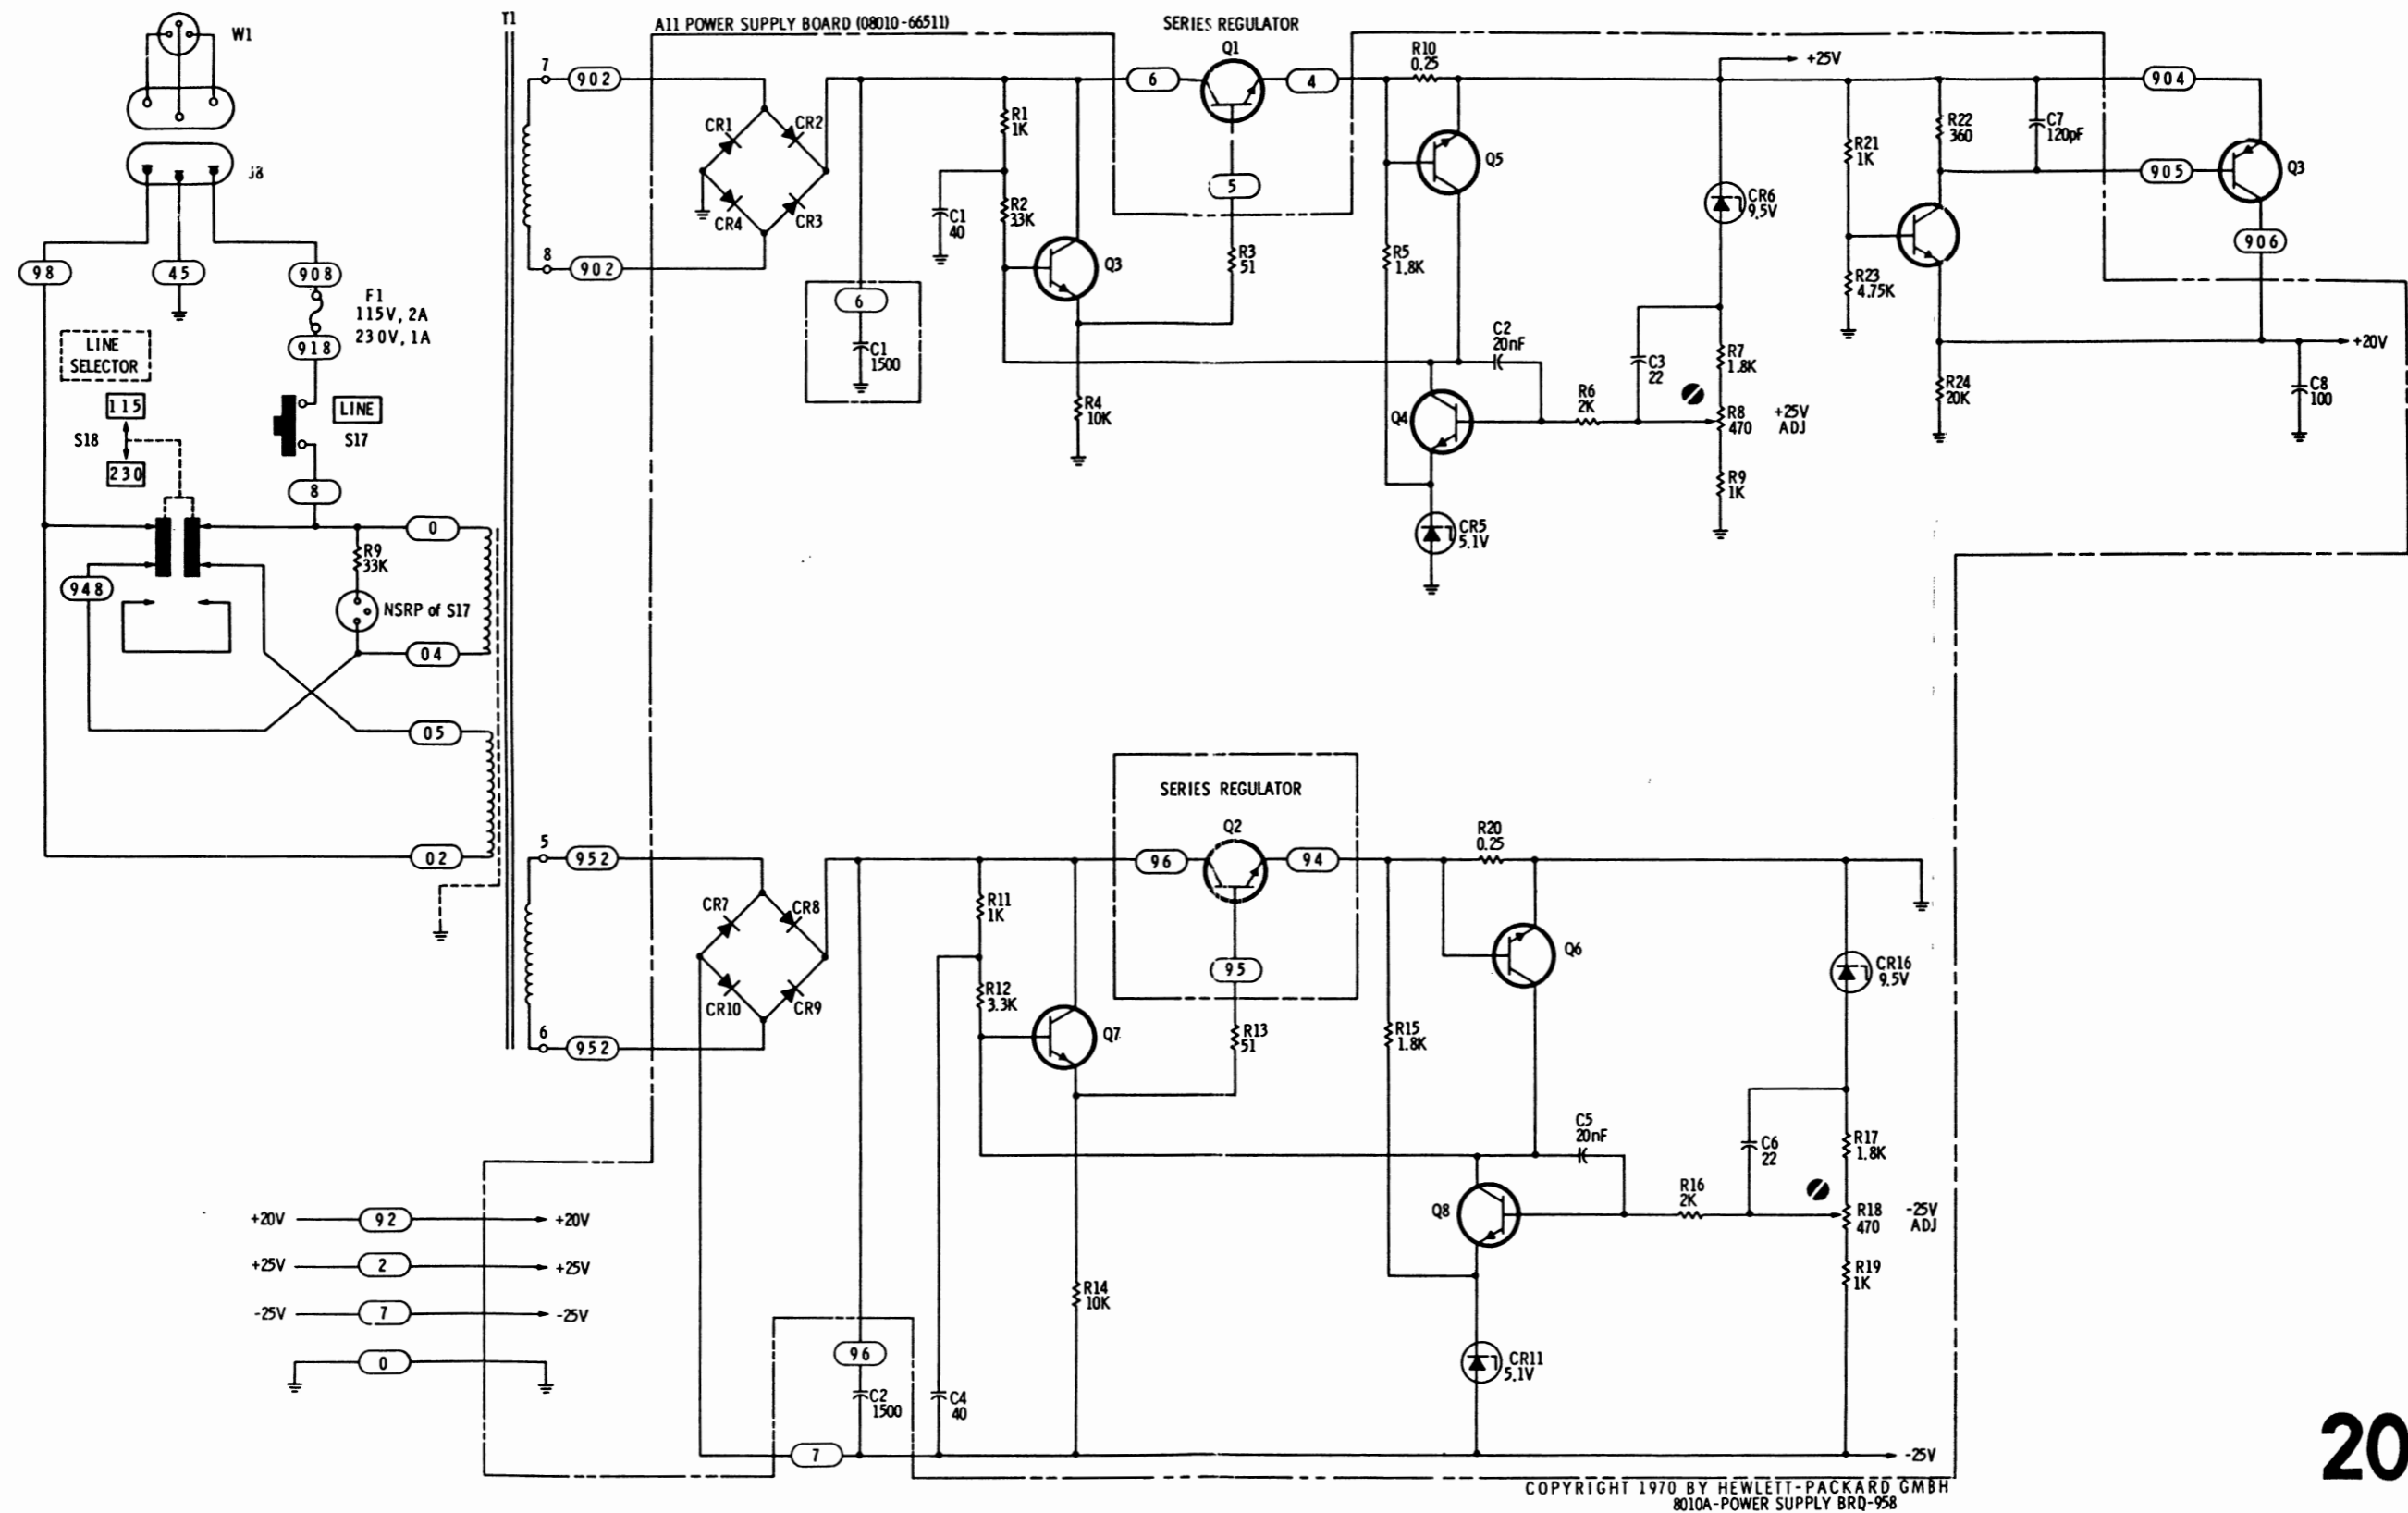 W1
J8
98
45
908
F1
115V, 2A
230V, 1A
918
LINE
SELECTOR
115
S18
230
LINE
S17
8
0
R9
33K
948
NSRP of S17
04
05
02
T1
7
902
8
902
5
952
6
952
A11 POWER SUPPLY BOARD (08010-66511)
CR1
CR2
CR4
CR3
6
C1
1500
R1
1K
C1
40
R2
33K
Q3
R4
10K
SERIES REGULATOR
Q1
6
4
5
R3
51
R10
0.25
Q5
R5
1.8K
C2
20nF
Q4
R6
2K
CR5
5.1V
+25V
CR6
9.5V
C3
22
R7
1.8K
R8
470
+25V
ADJ
R9
1K
R21
1K
R23
4.75K
R22
360
C7
120pF
904
905
Q3
906
+20V
R24
20K
C8
100
CR7
CR8
CR10
CR9
R11
1K
R12
3.3K
Q7
R14
10K
SERIES REGULATOR
Q2
96
94
95
R13
51
R20
0.25
Q6
R15
1.8K
C5
20nF
Q8
R16
2K
CR11
5.1V
CR16
9.5V
C6
22
R17
1.8K
R18
470
-25V
ADJ
R19
1K
+20V 92 +20V
+25V 2 +25V
-25V 7 -25V
0
96
C2
1500
C4
40
7
-25V
COPYRIGHT 1970 BY HEWLETT-PACKARD GMBH
8010A-POWER SUPPLY BRD-958
20